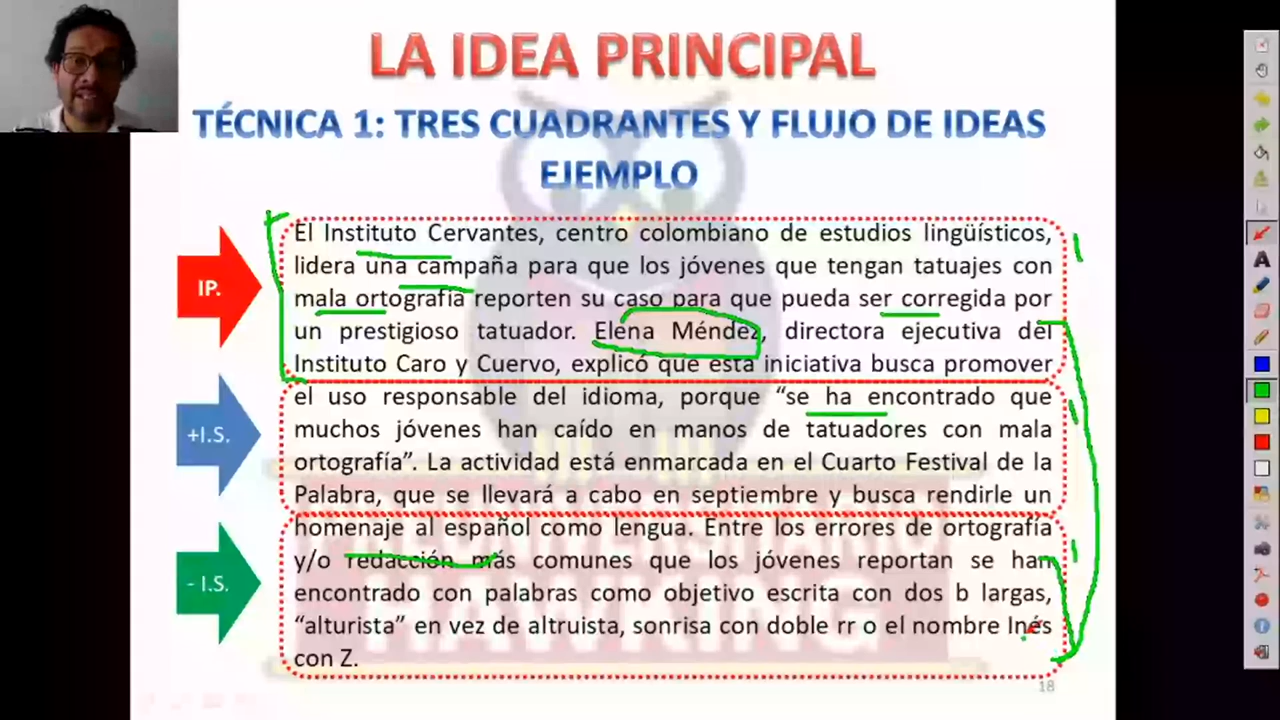 LA IDEA PRINCIPAL
TÉCNICA 1: TRES CUADRANTES Y FLUJO DE IDEAS
EJEMPLO
IP.
El Instituto Cervantes, centro colombiano de estudios lingüísticos,
lidera una campaña para que los jóvenes que tengan tatuajes con
mala ortografía reporten su caso para que pueda ser corregida por
un prestigioso tatuador. Elena Méndez, directora ejecutiva del
Instituto Caro y Cuervo, explicó que esta iniciativa busca promover
+I.S.
el uso responsable del idioma, porque “se ha encontrado que
muchos jóvenes han caído en manos de tatuadores con mala
ortografía”. La actividad está enmarcada en el Cuarto Festival de la
Palabra, que se llevará a cabo en septiembre y busca rendirle un
- I.S.
homenaje al español como lengua. Entre los errores de ortografía
y/o redacción más comunes que los jóvenes reportan se han
encontrado con palabras como objetivo escrita con dos b largas,
“alturista” en vez de altruista, sonrisa con doble rr o el nombre Inés
con Z.
18